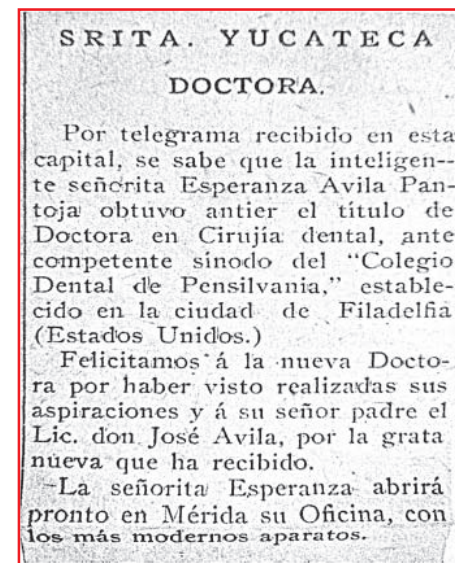 SRITA. YUCATECA
DOCTORA.
Por telegrama recibido en esta
capital, se sabe que la inteligen--
te señorita Esperanza Avila Pan-
toja obtuvo antier el título de
Doctora en Cirujía dental, ante
competente sínodo del “Colegio
Dental de Pensilvania,” estable-
cido en la ciudad de Filadelfia
(Estados Unidos.)
Felicitamos á la nueva Docto-
ra por haber visto realizadas sus
aspiraciones y á su señor padre el
Lic. don José Avila, por la grata
nueva que ha recibido.
La señorita Esperanza abrirá
pronto en Mérida su Oficina, con
los más modernos aparatos.